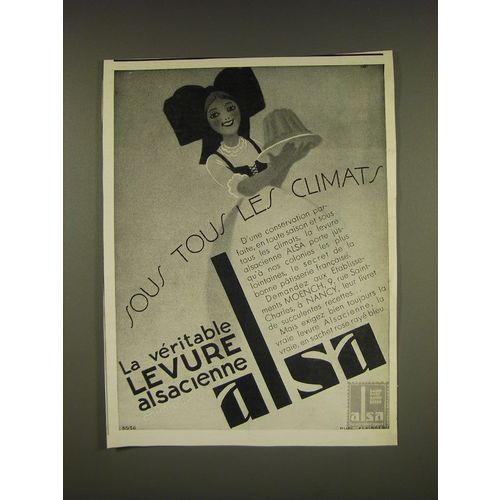 SOUS TOUS LES CLIMATS
D'une conservation par-
faite, en toute saison et sous
tous les climats, la levure
alsacienne ALSA porte jus-
qu'à nos colonies les plus
lointaines, le secret de la
bonne pâtisserie française.
Demandez aux Etablisse-
ments MOENCH, 9, rue Saint-
Charles, à NANCY, leur livret
de succulentes recettes.
Mais exigez bien toujours la
vraie levure Alsacienne, la
vraie, en sachet rose, rayé bleu
La véritable
LEVURE
alsacienne
alsa
alsa